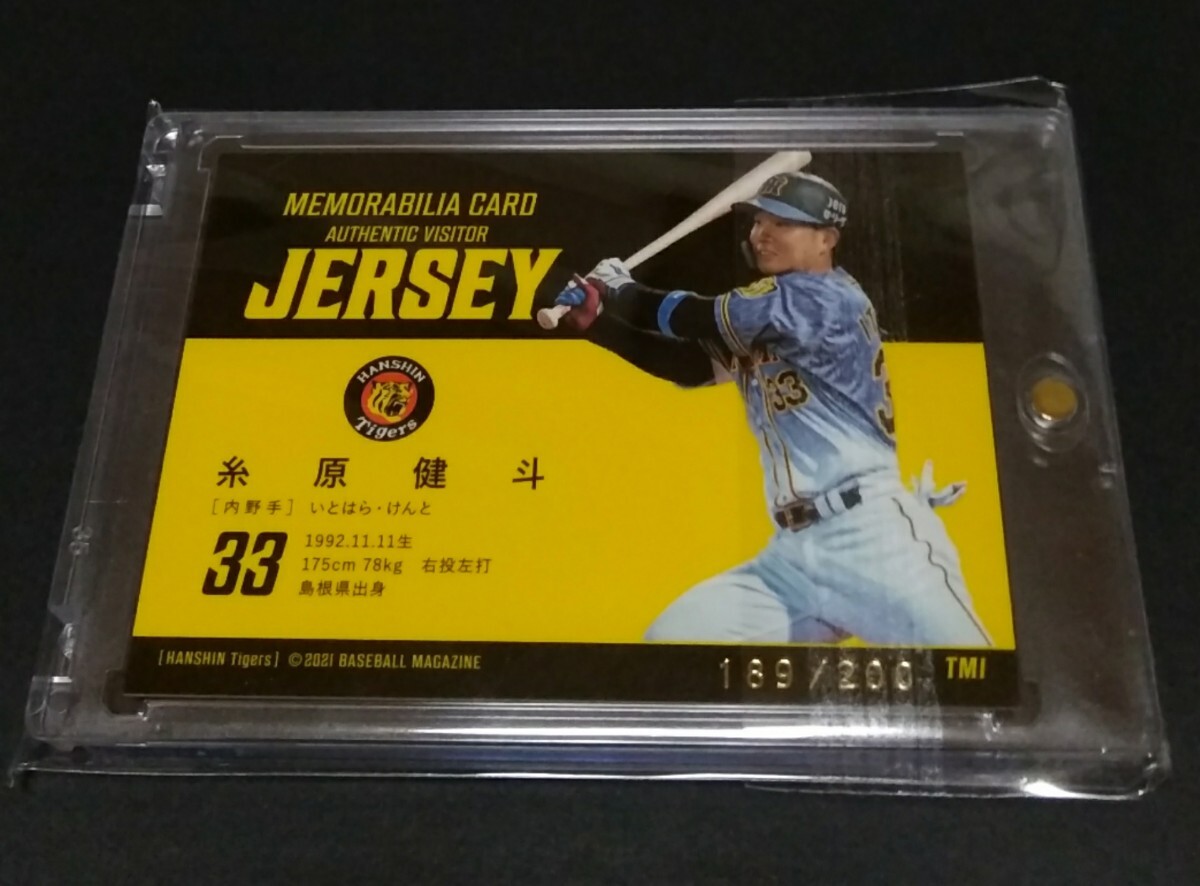 MEMORABILIA CARD
AUTHENTIC VISITOR
JERSEY
HANSHIN
Tigers
糸原健斗
[内野手] いとはら・けんと
33
1992.11.11生
175cm 78kg 右投左打
島根県出身
33
[HANSHIN Tigers] ©2021 BASEBALL MAGAZINE
189/200
TM1